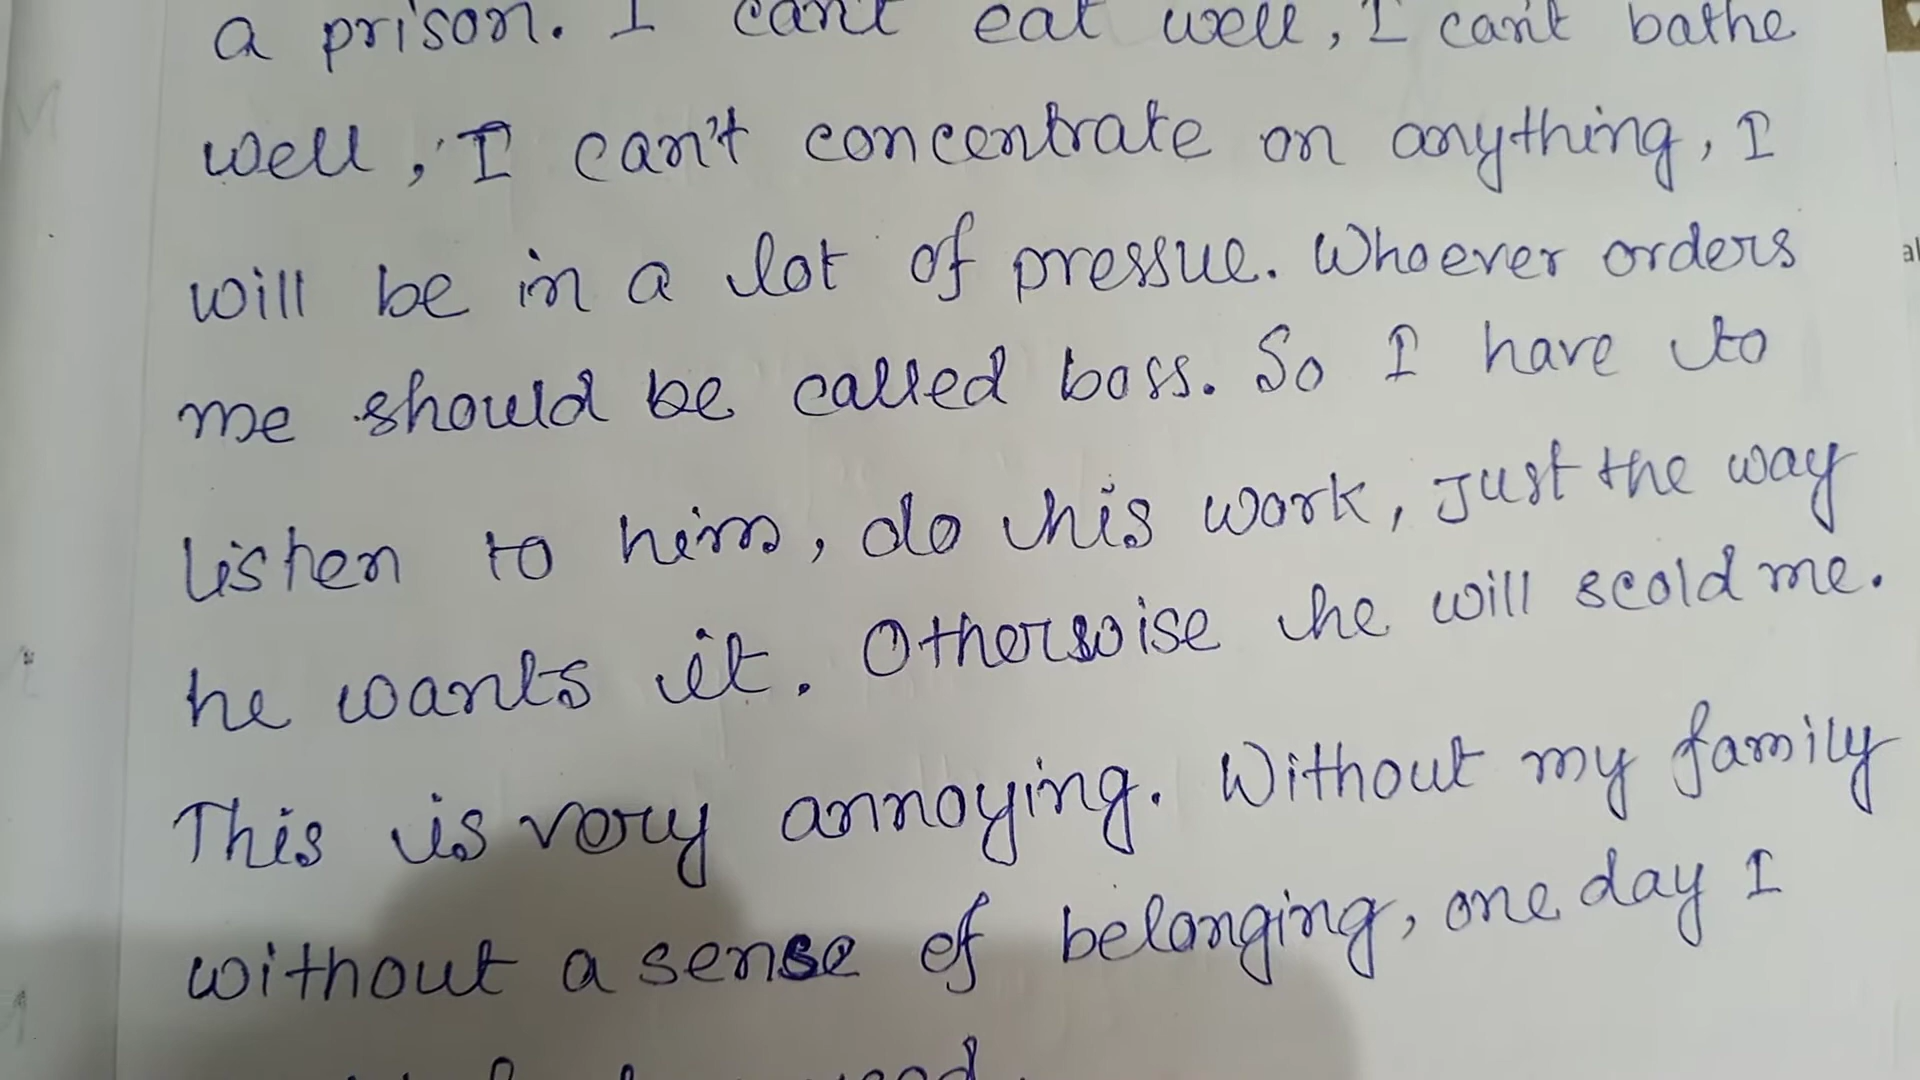 a prison. I can't eat well, I can't bathe
well, I can't concentrate on anything, I
will be in a lot of pressue. Whoever orders
me should be called boss. So I have to
listen to him, do his work, Just the way
he wants it. Otherwise he will scold me.
This is very annoying. Without my family
without a sense of belonging, one day I